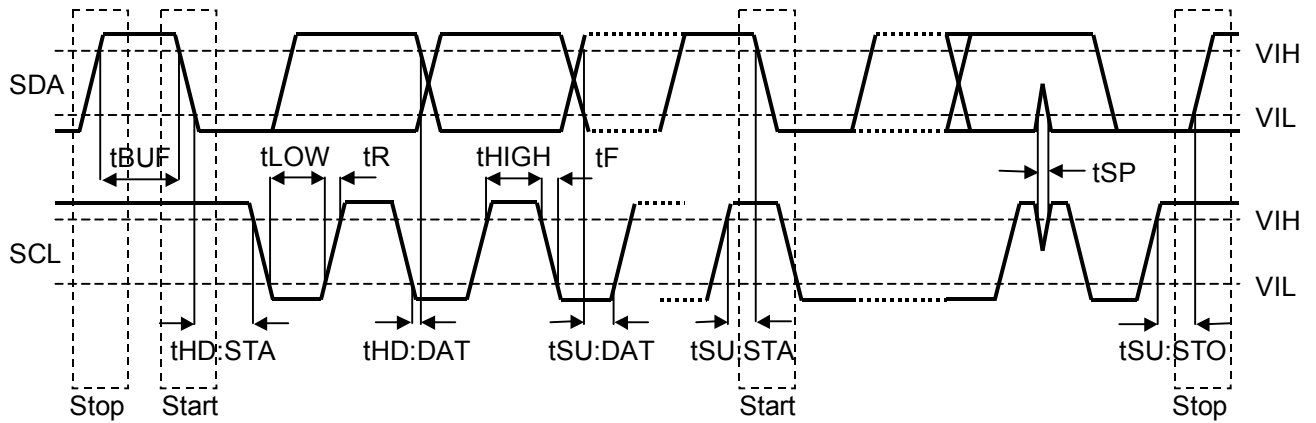 SDA
VIH
VIL
tBUF
tLOW
tR
tHIGH
tF
tSP
SCL
VIH
VIL
tHD:STA
tHD:DAT
tSU:DAT
tSU:STA
tSU:STO
Stop
Start
Start
Stop